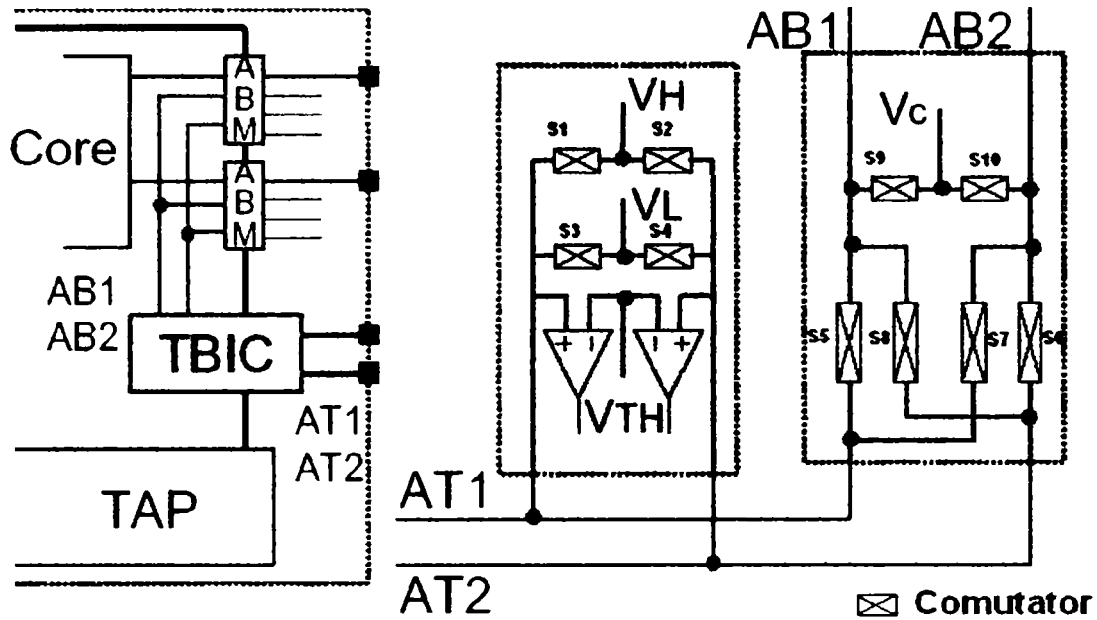 Core
A
B
M
A
B
M
AB1
AB2
TBIC
AT1
AT2
TAP
VH
S1
S2
VL
S3
S4
+
-
-
+
VTH
AT1
AT2
AB1
AB2
Vc
S9
S10
S5
S8
S7
S6
Comutator